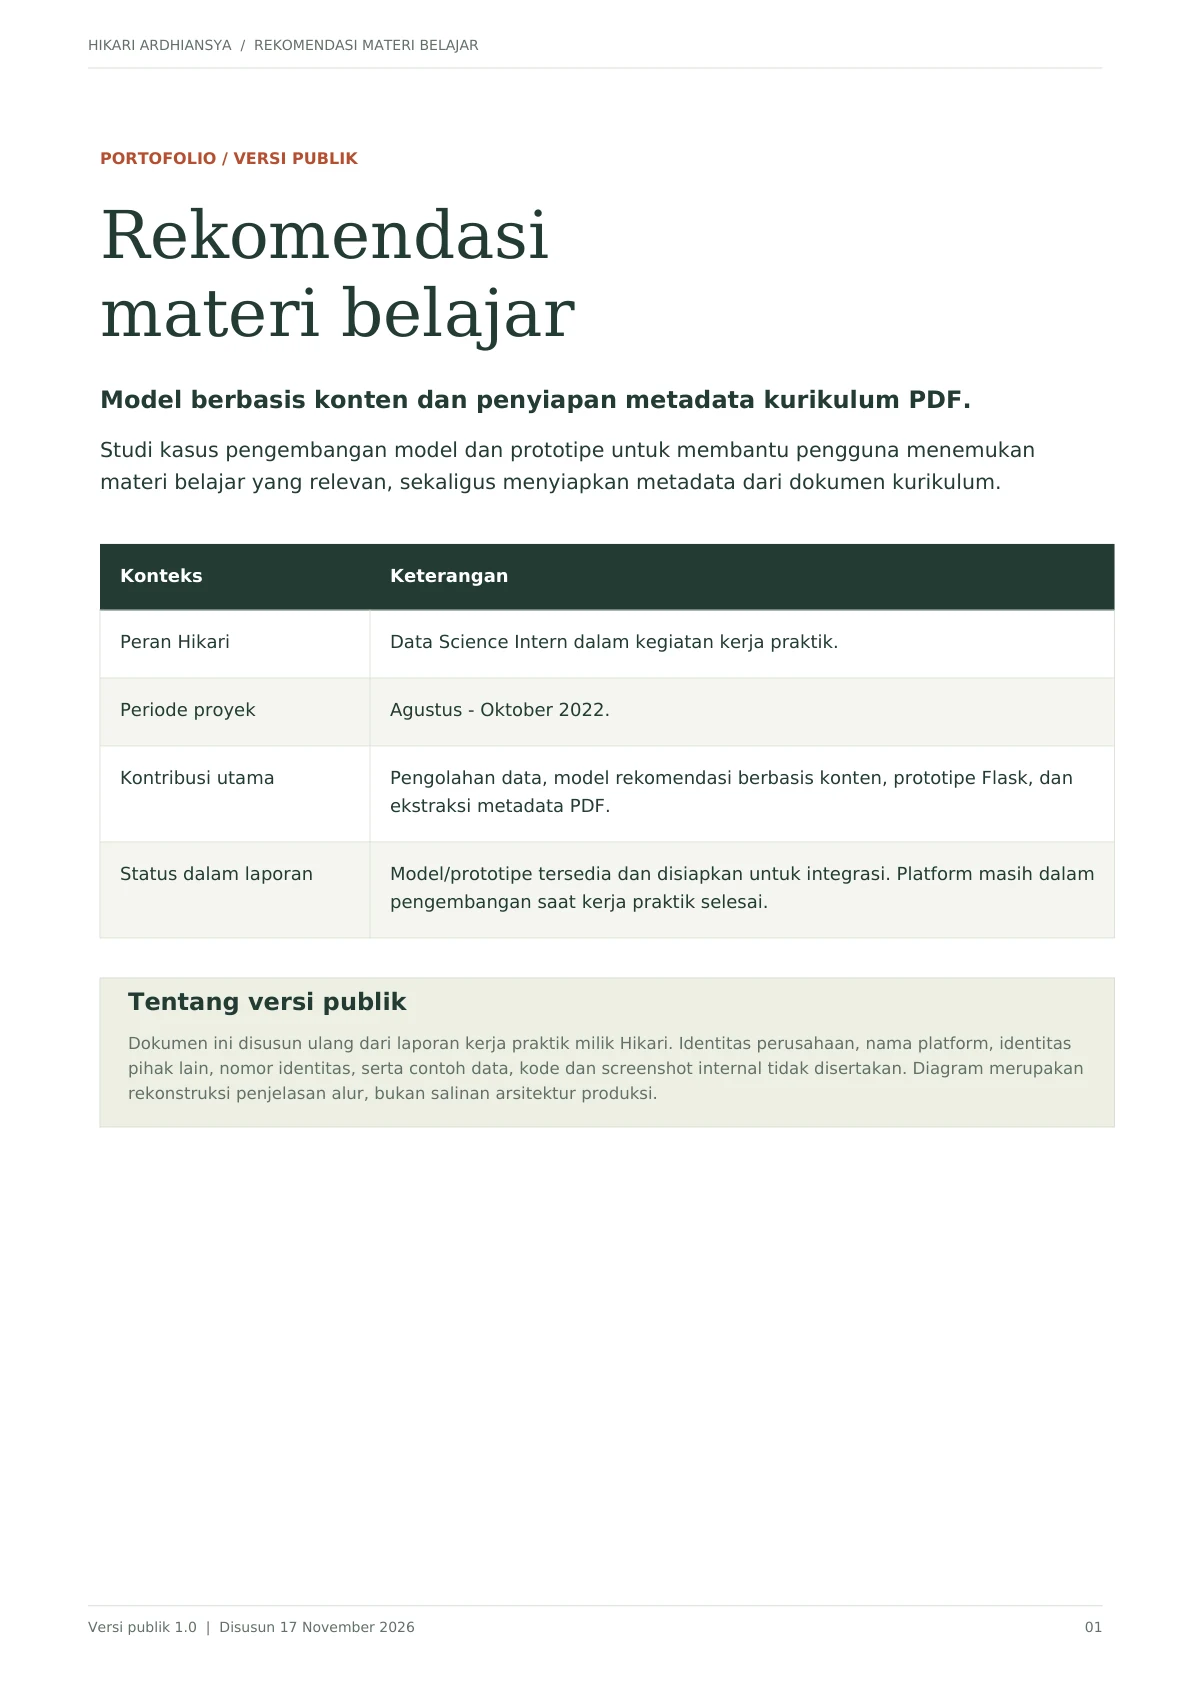 HIKARI ARDHIANSYA / REKOMENDASI MATERI BELAJAR
PORTOFOLIO / VERSI PUBLIK
Rekomendasi
materi belajar
Model berbasis konten dan penyiapan metadata kurikulum PDF.
Studi kasus pengembangan model dan prototipe untuk membantu pengguna menemukan
materi belajar yang relevan, sekaligus menyiapkan metadata dari dokumen kurikulum.
Konteks Keterangan
Peran Hikari Data Science Intern dalam kegiatan kerja praktik.
Periode proyek Agustus - Oktober 2022.
Kontribusi utama Pengolahan data, model rekomendasi berbasis konten, prototipe Flask, dan
ekstraksi metadata PDF.
Status dalam laporan Model/prototipe tersedia dan disiapkan untuk integrasi. Platform masih dalam
pengembangan saat kerja praktik selesai.
Tentang versi publik
Dokumen ini disusun ulang dari laporan kerja praktik milik Hikari. Identitas perusahaan, nama platform, identitas
pihak lain, nomor identitas, serta contoh data, kode dan screenshot internal tidak disertakan. Diagram merupakan
rekonstruksi penjelasan alur, bukan salinan arsitektur produksi.
Versi publik 1.0 | Disusun 17 November 2026 01